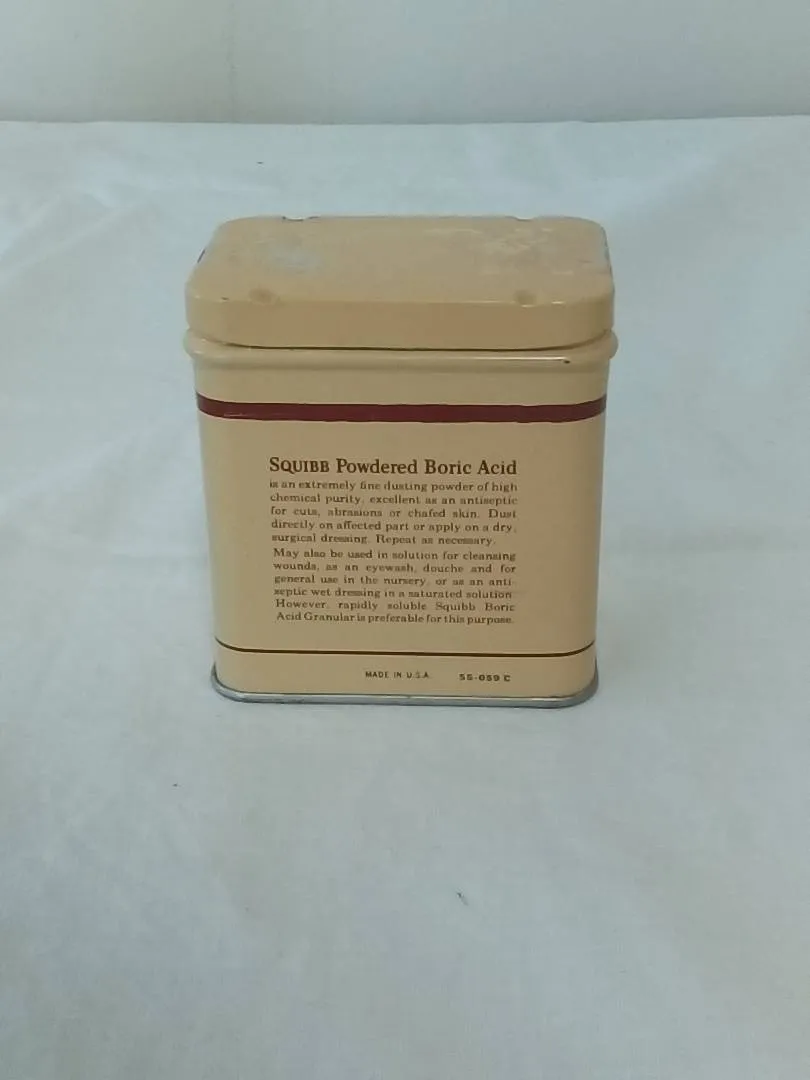 SQUIBB Powdered Boric Acid
is an extremely fine dusting powder of high
chemical purity, excellent as an antiseptic
for cuts, abrasions or chafed skin. Dust
directly on affected part or apply on a dry,
surgical dressing. Repeat as necessary.
May also be used in solution for cleansing
wounds, as an eyewash, douche and for
general use in the nursery, or as an anti-
septic wet dressing in a saturated solution.
However, rapidly soluble Squibb Boric
Acid Granular is preferable for this purpose.
MADE IN U.S.A. 55-059 C